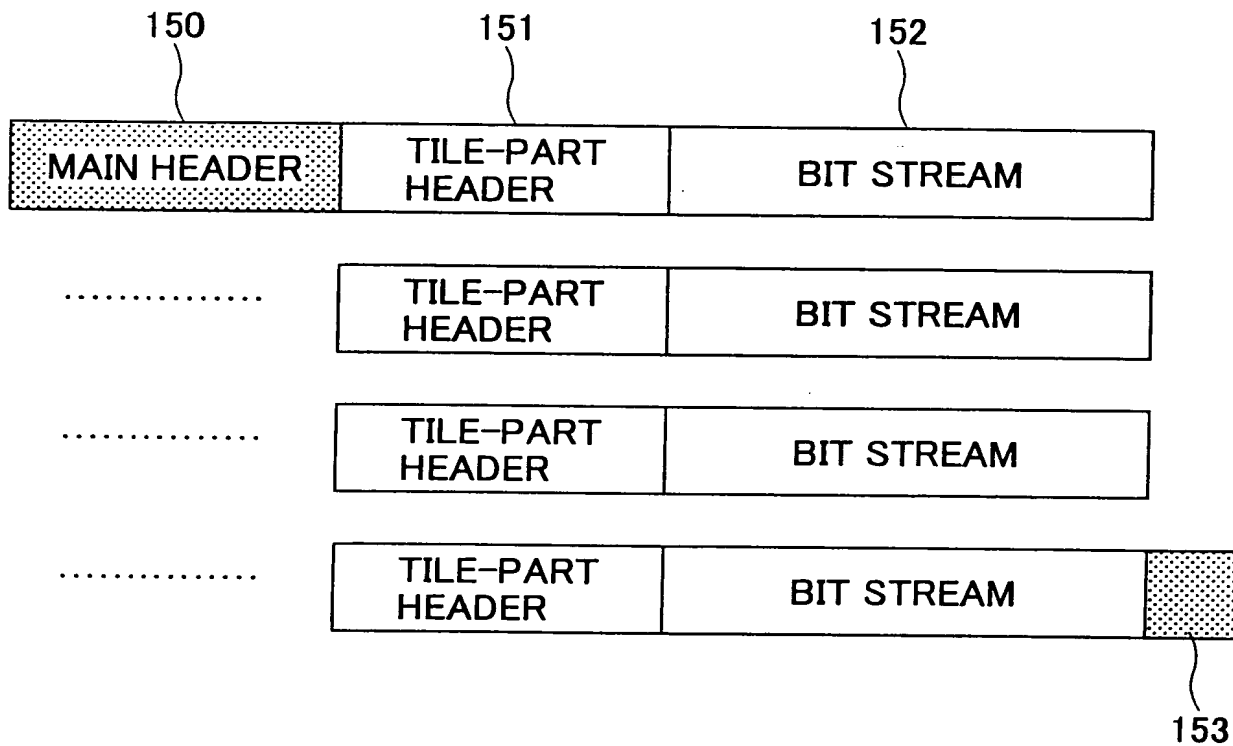 150 151 152
MAIN HEADER TILE-PART HEADER BIT STREAM
............... TILE-PART HEADER BIT STREAM
............... TILE-PART HEADER BIT STREAM
............... TILE-PART HEADER BIT STREAM
153